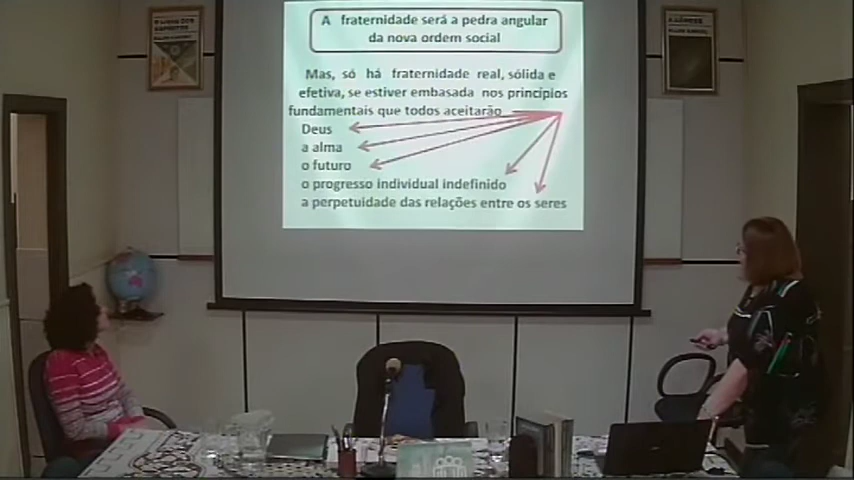 A fraternidade será a pedra angular
da nova ordem social
Mas, só há fraternidade real, sólida e
efetiva, se estiver embasada nos princípios
fundamentais que todos aceitarão
Deus
a alma
o futuro
o progresso individual indefinido
a perpetuidade das relações entre os seres